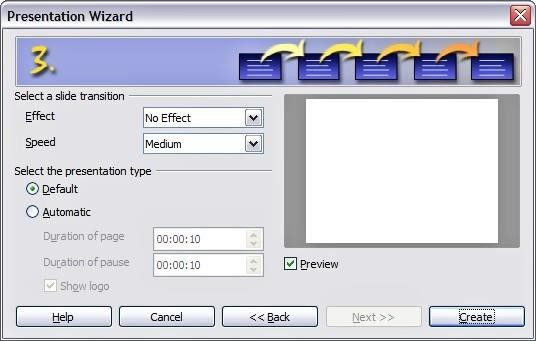 Presentation Wizard
3.
Select a slide transition
Effect No Effect
Speed Medium
Select the presentation type
Default
Automatic
Duration of page 00:00:10
Duration of pause 00:00:10
Show logo
Preview
Help Cancel << Back Next >> Create